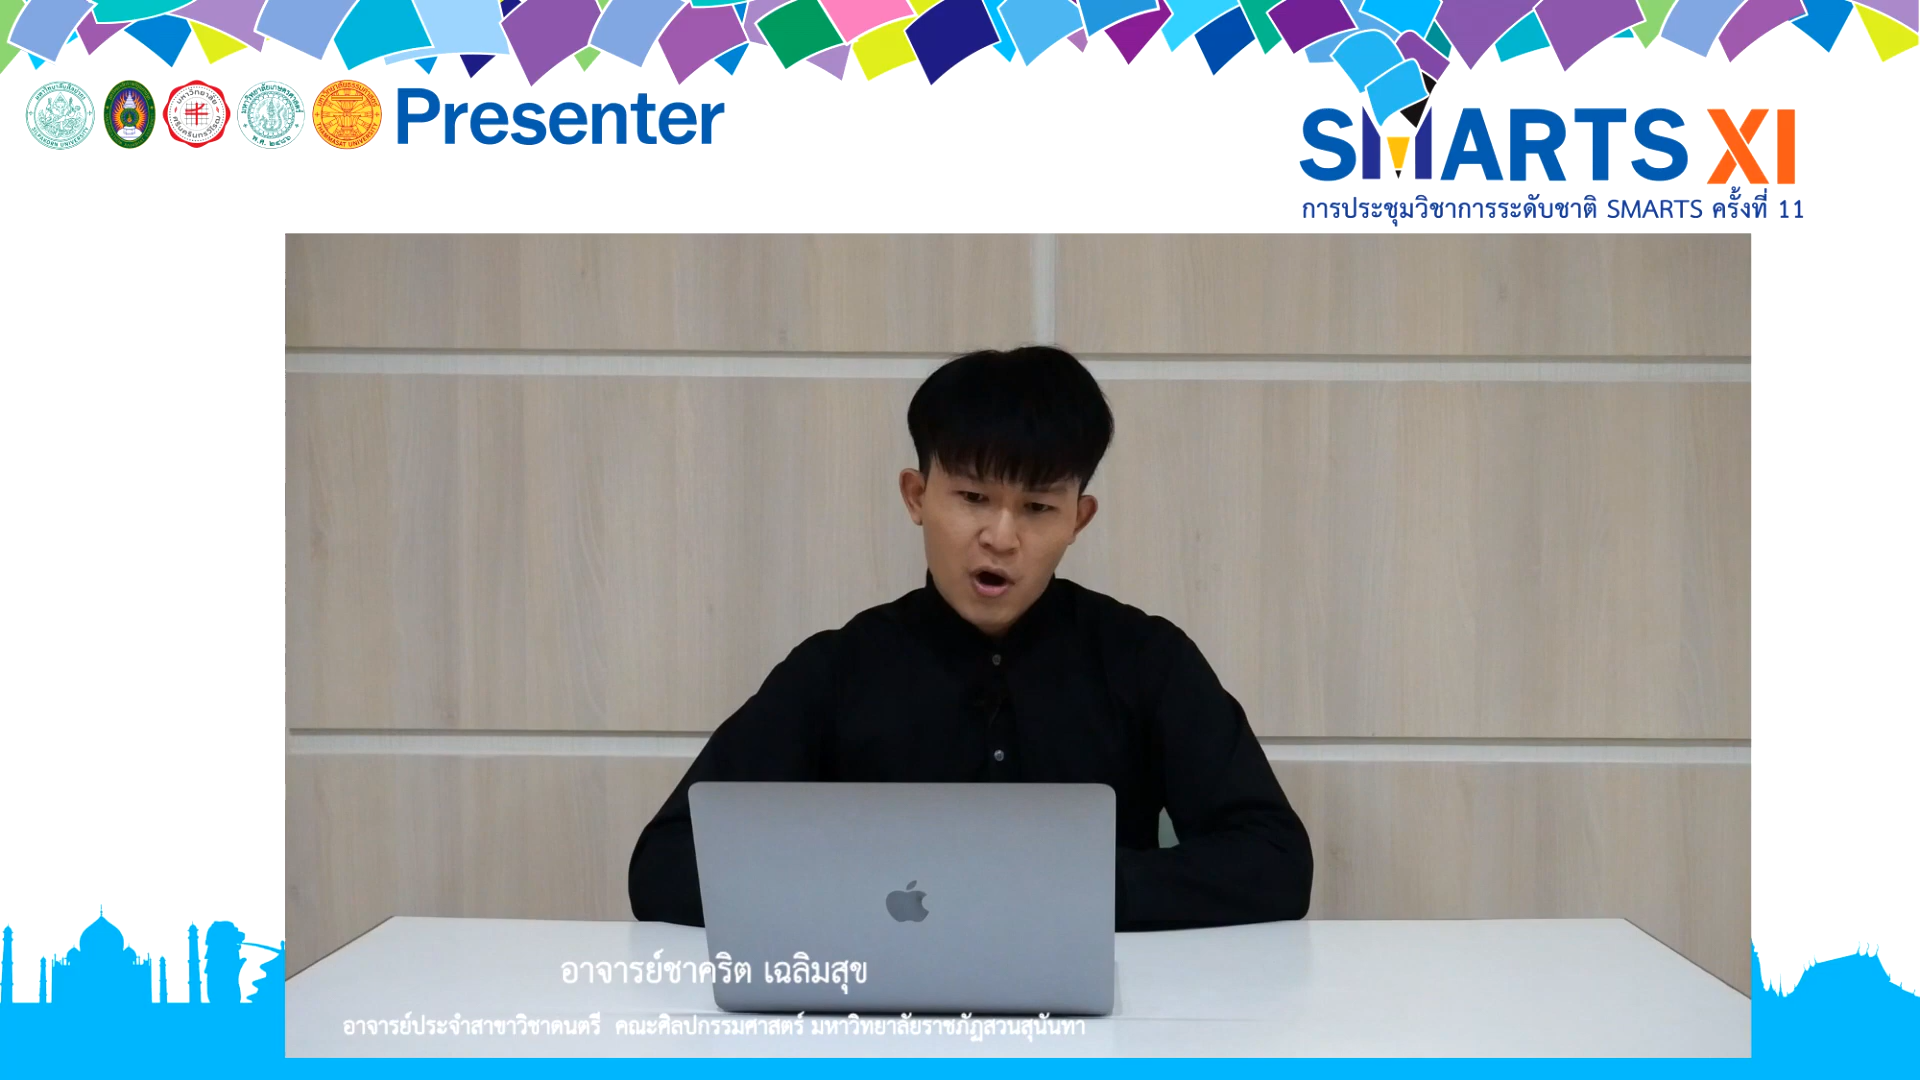 Presenter
SMARTS XI
การประชุมวิชาการระดับชาติ SMARTS ครั้งที่ 11
อาจารย์ชาคริต เฉลิมสุข
อาจารย์ประจำสาขาวิชาดนตรี คณะศิลปกรรมศาสตร์ มหาวิทยาลัยราชภัฏสวนสุนันทา